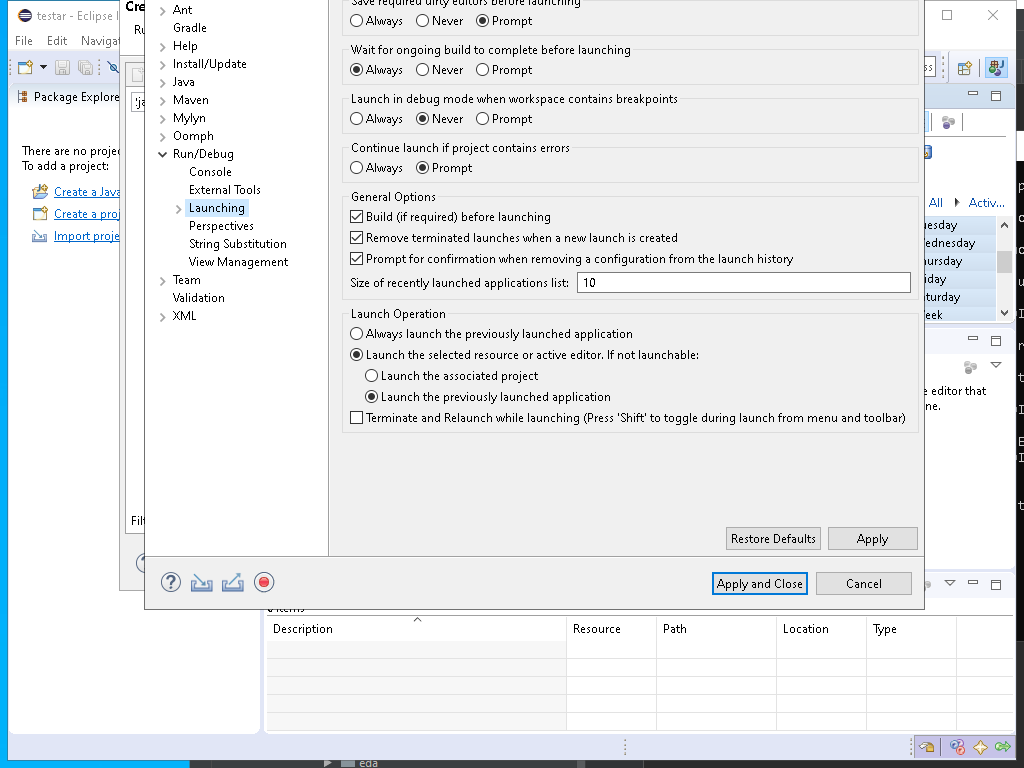 testar - Eclipse I
Cre
File Edit Navigat
Ru
Package Explore
'ja
There are no projec
To add a project:
Create a Java
Create a proj
Import proje
Filt
Ant
Gradle
Help
Install/Update
Java
Maven
Mylyn
Oomph
Run/Debug
Console
External Tools
Launching
Perspectives
String Substitution
View Management
Team
Validation
XML
Save required dirty editors before launching
Always Never Prompt
Wait for ongoing build to complete before launching
Always Never Prompt
Launch in debug mode when workspace contains breakpoints
Always Never Prompt
Continue launch if project contains errors
Always Prompt
General Options
Build (if required) before launching
Remove terminated launches when a new launch is created
Prompt for confirmation when removing a configuration from the launch history
Size of recently launched applications list: 10
Launch Operation
Always launch the previously launched application
Launch the selected resource or active editor. If not launchable:
Launch the associated project
Launch the previously launched application
Terminate and Relaunch while launching (Press 'Shift' to toggle during launch from menu and toolbar)
Restore Defaults Apply
Apply and Close Cancel
ss
All Activ...
uesday
ednesday
hursday
iday
turday
eek
e editor that
ne.
items
Description Resource Path Location Type
eda